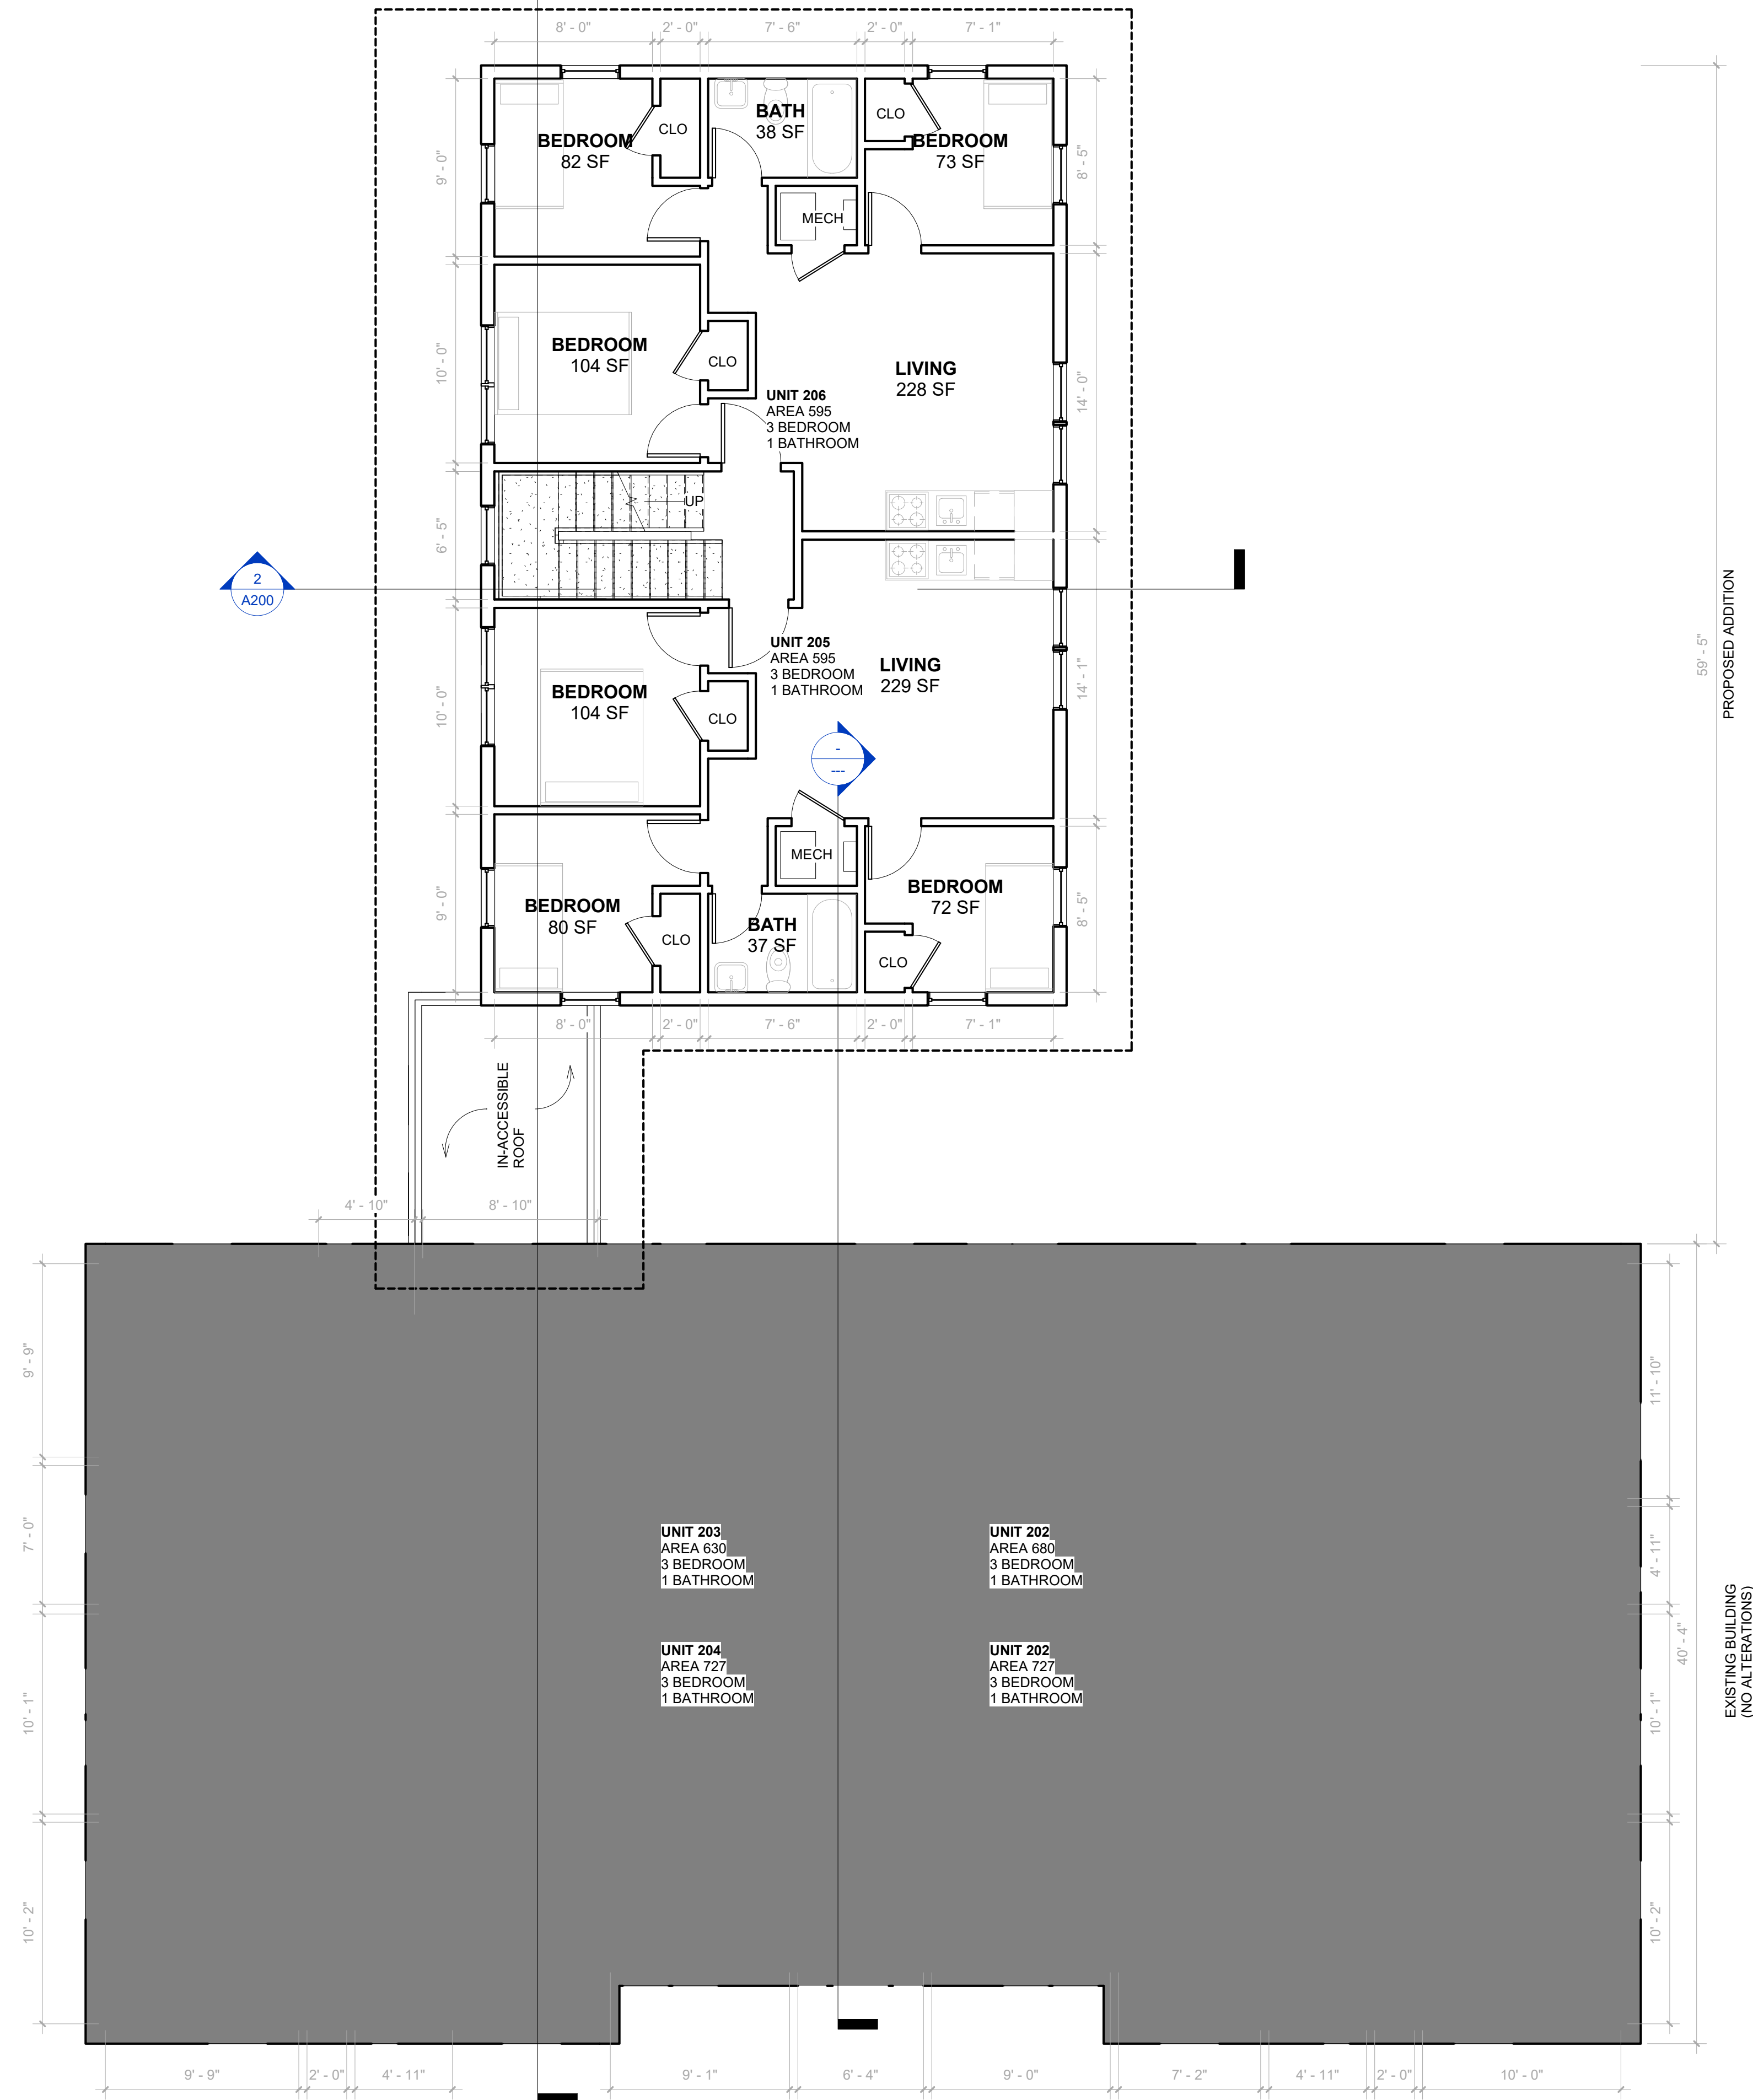 8' - 0"
2' - 0"
7' - 6"
2' - 0"
7' - 1"
BATH
38 SF
CLO
CLO
BEDROOM
82 SF
BEDROOM
73 SF
9' - 0"
8' - 5"
MECH
BEDROOM
104 SF
CLO
LIVING
228 SF
10' - 0"
14' - 0"
UNIT 206
AREA 595
3 BEDROOM
1 BATHROOM
UP
6' - 5"
2
A200
59' - 5"
PROPOSED ADDITION
UNIT 205
AREA 595
3 BEDROOM
1 BATHROOM
LIVING
229 SF
BEDROOM
104 SF
CLO
10' - 0"
14' - 1"
-
---
MECH
BEDROOM
72 SF
BEDROOM
80 SF
BATH
37 SF
CLO
CLO
9' - 0"
8' - 5"
8' - 0"
2' - 0"
7' - 6"
2' - 0"
7' - 1"
IN-ACCESSIBLE
ROOF
4' - 10"
8' - 10"
9' - 9"
11' - 10"
7' - 0"
4' - 11"
UNIT 203
AREA 630
3 BEDROOM
1 BATHROOM
UNIT 202
AREA 680
3 BEDROOM
1 BATHROOM
UNIT 204
AREA 727
3 BEDROOM
1 BATHROOM
UNIT 202
AREA 727
3 BEDROOM
1 BATHROOM
40' - 4"
EXISTING BUILDING
(NO ALTERATIONS)
10' - 1"
10' - 1"
10' - 2"
10' - 2"
9' - 9"
2' - 0"
4' - 11"
9' - 1"
6' - 4"
9' - 0"
7' - 2"
4' - 11"
2' - 0"
10' - 0"